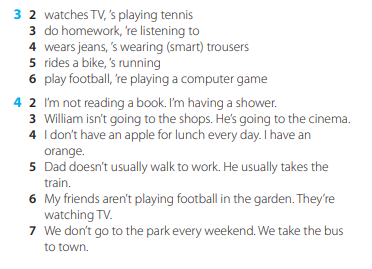 3 2 watches TV, 's playing tennis
3 do homework, 're listening to
4 wears jeans, 's wearing (smart) trousers
5 rides a bike, 's running
6 play football, 're playing a computer game
4 2 I'm not reading a book. I'm having a shower.
3 William isn't going to the shops. He's going to the cinema.
4 I don't have an apple for lunch every day. I have an
orange.
5 Dad doesn't usually walk to work. He usually takes the
train.
6 My friends aren't playing football in the garden. They're
watching TV.
7 We don't go to the park every weekend. We take the bus
to town.